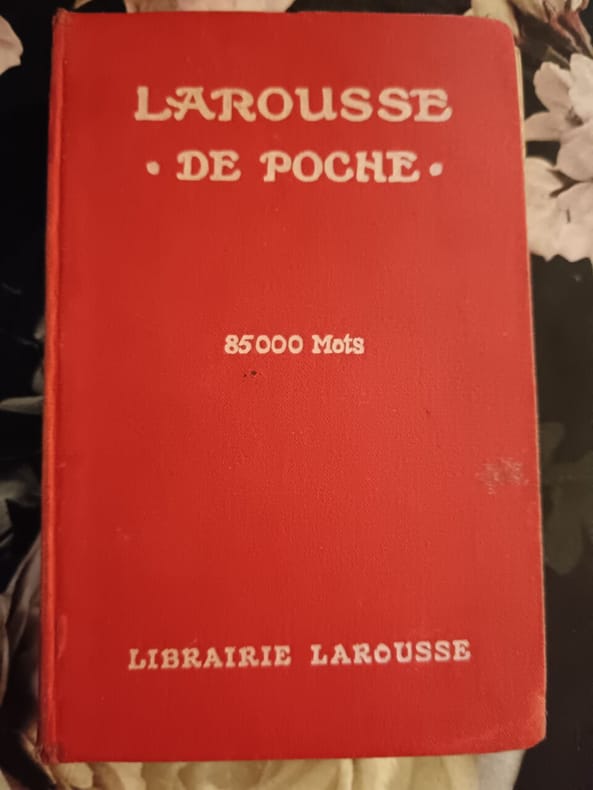 LAROUSSE
• DE POCHE •
85000 Mots
LIBRAIRIE LAROUSSE